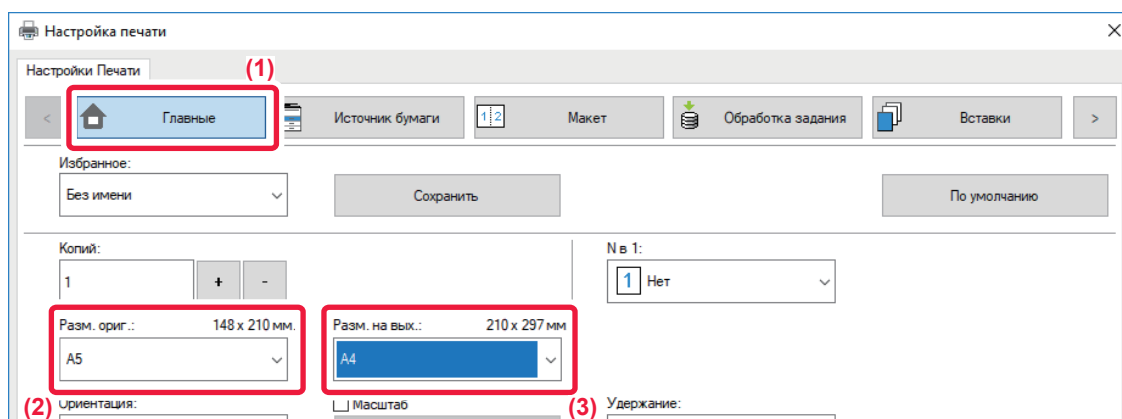 Настройка печати
Настройки Печати
(1)
<
Главные
Источник бумаги
1 2
Макет
Обработка задания
Вставки
>
Избранное:
Без имени
Сохранить
По умолчанию
Копий:
N в 1:
1
+
-
1 Нет
Разм. ориг.: 148 x 210 мм.
Разм. на вых.: 210 x 297 мм
A5
A4
(2)
Ориентация:
Масштаб
(3)
Удержание: